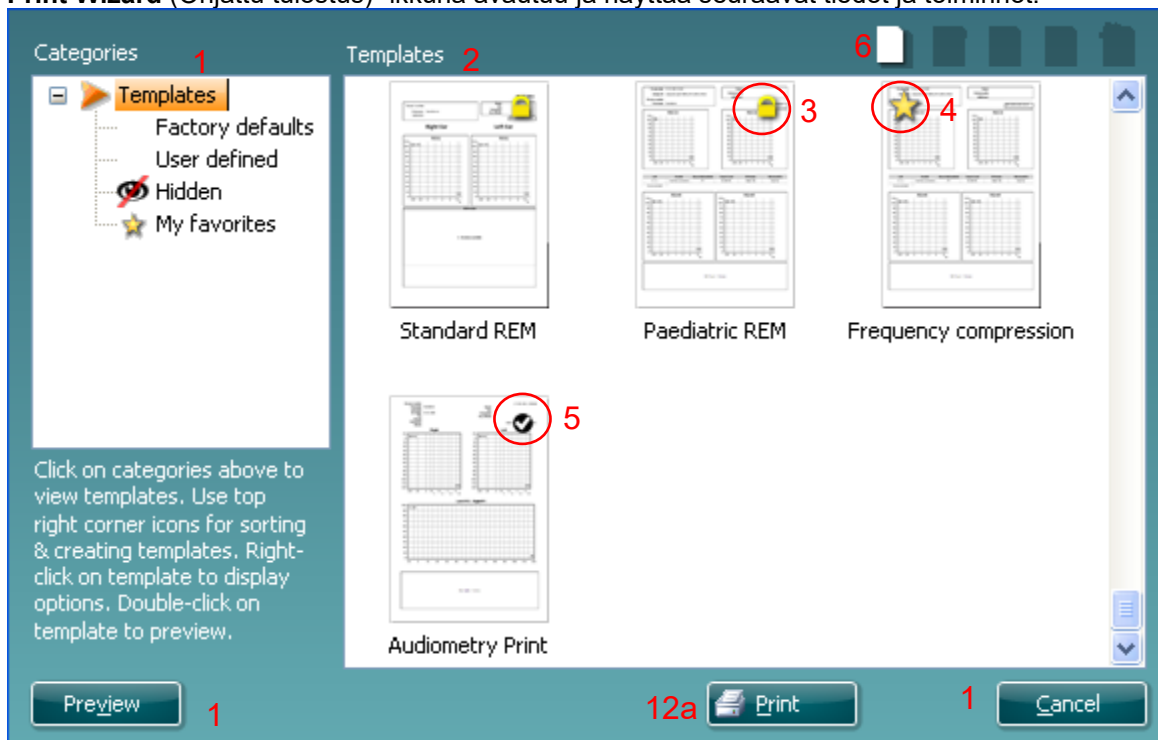 Print Wizard (Ohjattu tulostus) -ikkuna avautuu ja näyttää seuraavat tiedot ja toiminnot:
Categories 1
Templates 2
6
Templates
Factory defaults
User defined
Hidden
My favorites
3
4
Standard REM
Paediatric REM
Frequency compression
5
Audiometry Print
Click on categories above to
view templates. Use top
right corner icons for sorting
& creating templates. Right-
click on template to display
options. Double-click on
template to preview.
Preview 1
12a Print
1 Cancel